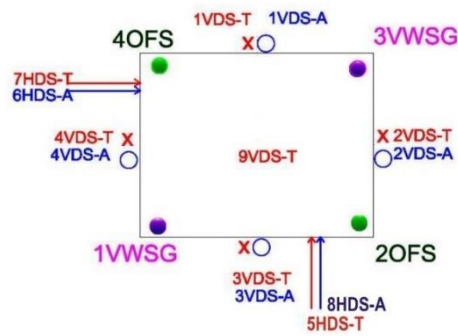 1VDS-T 1VDS-A
4OFS 3VWSG
7HDS-T
6HDS-A
X
4VDS-T X
4VDS-A
9VDS-T
X 2VDS-T
2VDS-A
1VWSG 2OFS
X
3VDS-T
3VDS-A
8HDS-A
5HDS-T